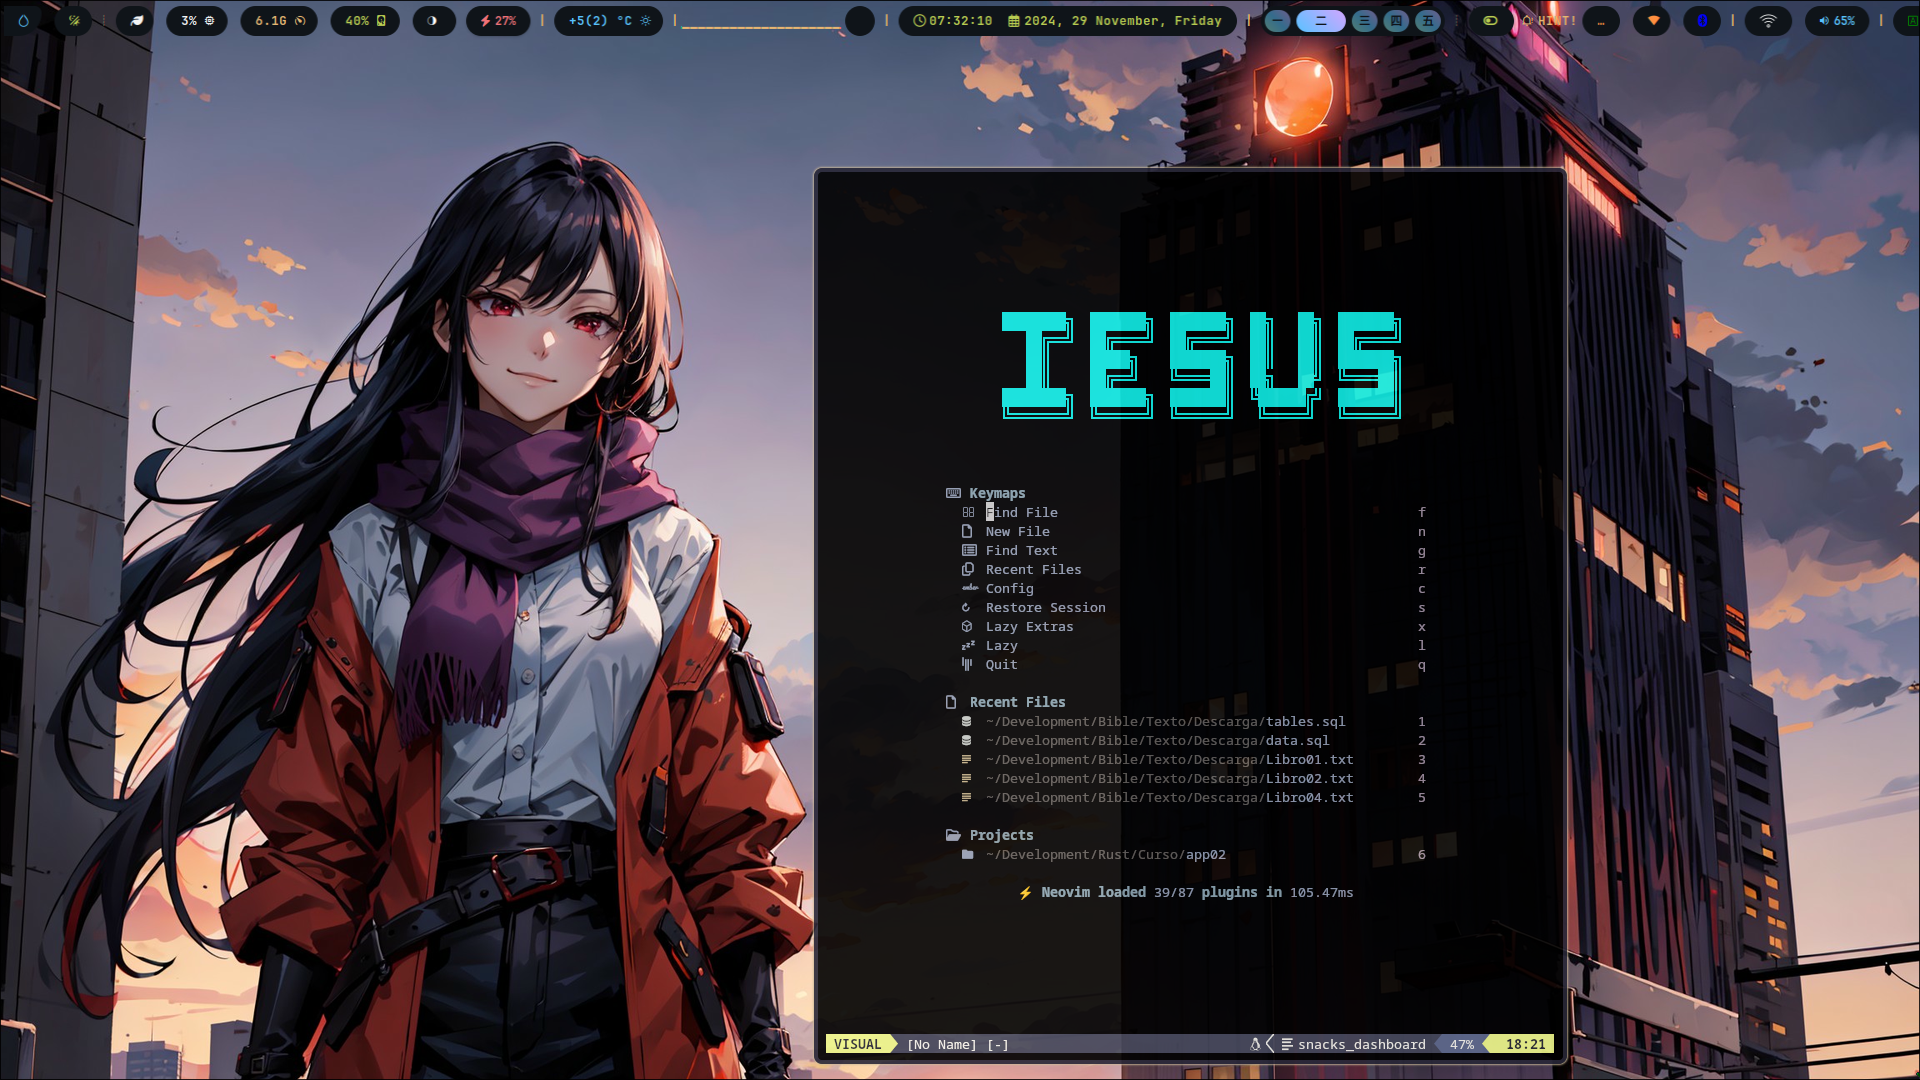 3% 6.1G 40% 27% | +5(2) °C | | 07:32:10 2024, 29 November, Friday | 一 二 三 四 五 HINT! … | 65% |
IESUS
Keymaps
Find File f
New File n
Find Text g
Recent Files r
Config c
Restore Session s
Lazy Extras x
Lazy l
Quit q
Recent Files
~/Development/Bible/Texto/Descarga/tables.sql 1
~/Development/Bible/Texto/Descarga/data.sql 2
~/Development/Bible/Texto/Descarga/Libro01.txt 3
~/Development/Bible/Texto/Descarga/Libro02.txt 4
~/Development/Bible/Texto/Descarga/Libro04.txt 5
Projects
~/Development/Rust/Curso/app02 6
⚡ Neovim loaded 39/87 plugins in 105.47ms
VISUAL [No Name] [-] snacks_dashboard 47% 18:21